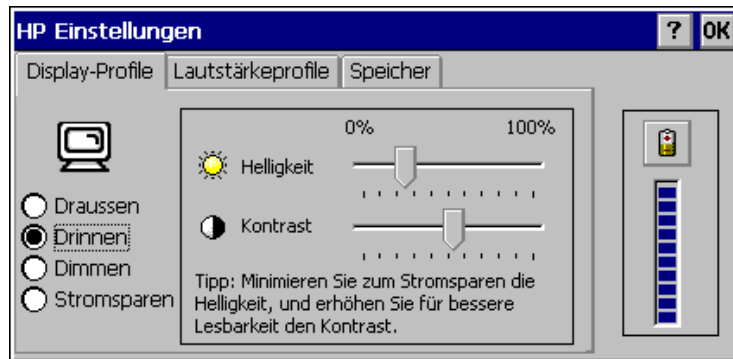 HP Einstellungen ? OK
Display-Profile Lautstärkeprofile Speicher
0% 100%
Helligkeit
Kontrast
Draussen
Drinnen
Dimmen
Stromsparen
Tipp: Minimieren Sie zum Stromsparen die
Helligkeit, und erhöhen Sie für bessere
Lesbarkeit den Kontrast.